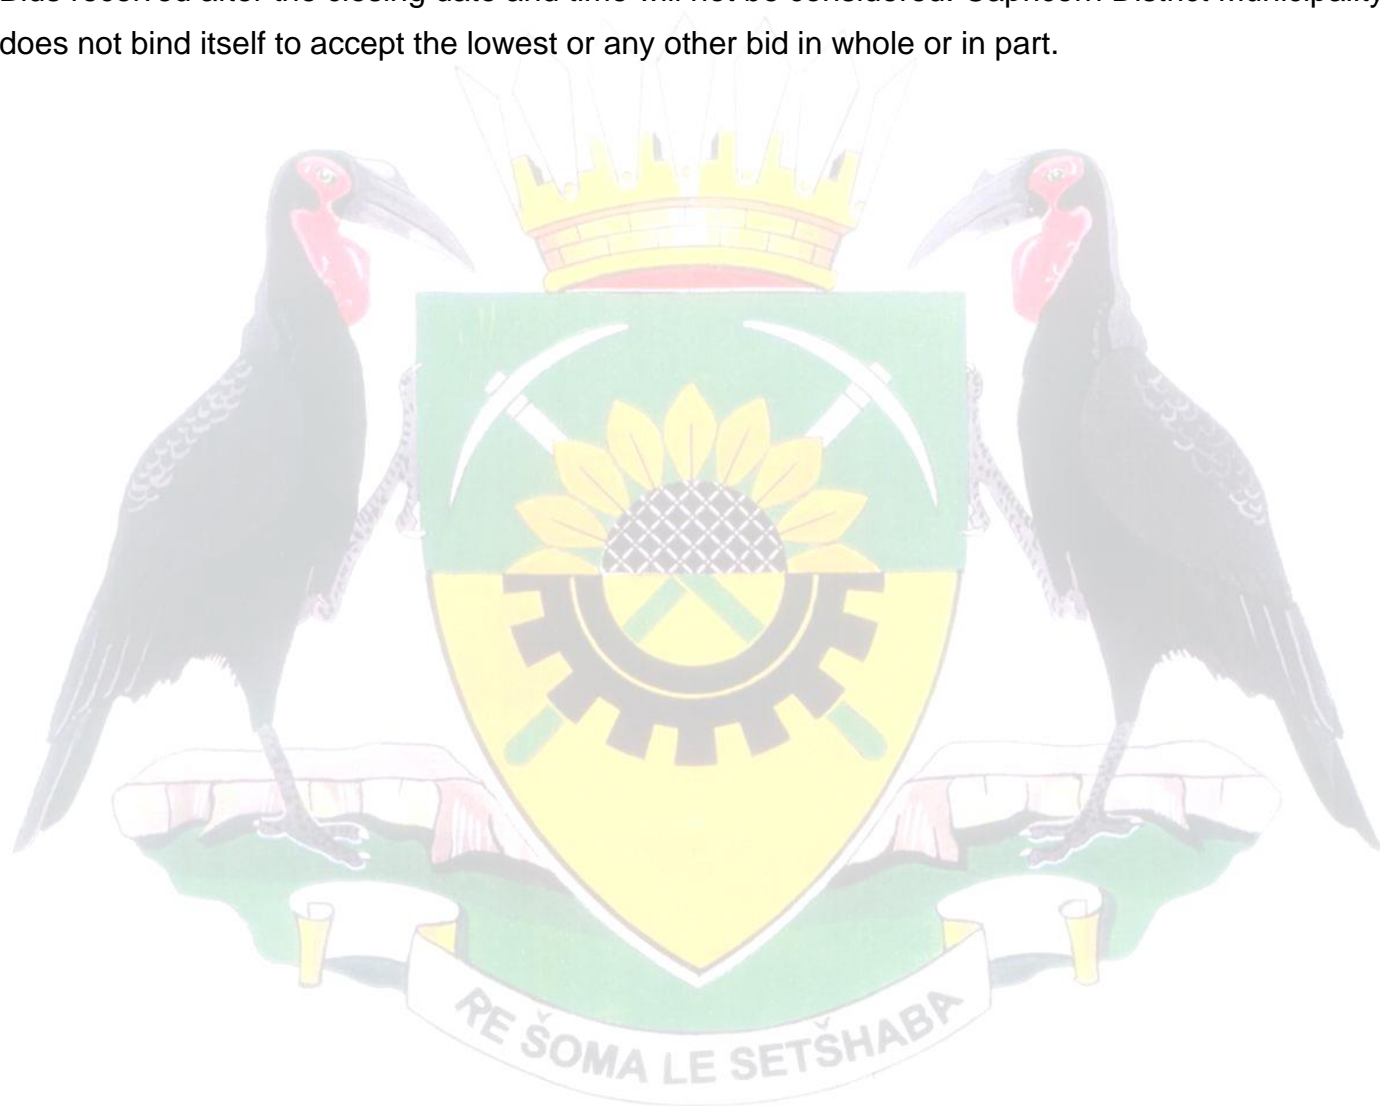 Bids received after the closing date and time will not be considered. Capricorn District Municipality
does not bind itself to accept the lowest or any other bid in whole or in part.
RE ŠOMA LE SETŠHABA